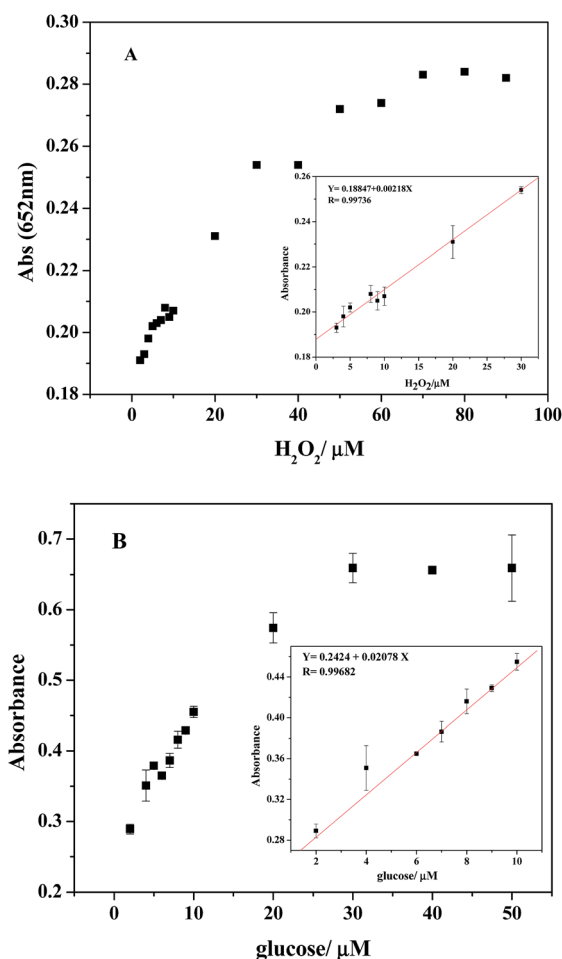 A
0.30
0.28
0.26
0.24
0.22
0.20
0.18
Abs (652nm)
0 20 40 60 80 100
H₂O₂/ μM
Y= 0.18847+0.00218X
R= 0.99736
0.26
0.24
0.22
0.20
0.18
Absorbance
0 5 10 15 20 25 30
H₂O₂/μM
B
0.7
0.6
0.5
0.4
0.3
0.2
Absorbance
0 10 20 30 40 50
glucose/ μM
Y= 0.2424 + 0.02078 X
R= 0.99682
0.44
0.40
0.36
0.32
0.28
Absorbance
2 4 6 8 10
glucose/ μM